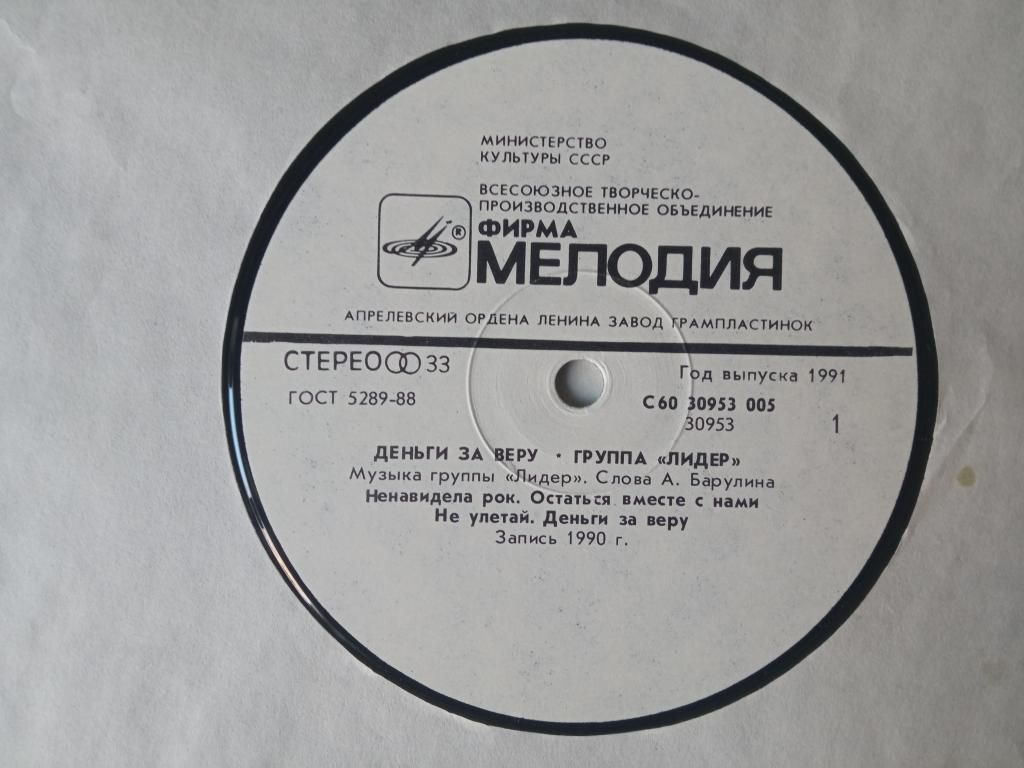 МИНИСТЕРСТВО
КУЛЬТУРЫ СССР
ВСЕСОЮЗНОЕ ТВОРЧЕСКО-
ПРОИЗВОДСТВЕННОЕ ОБЪЕДИНЕНИЕ
®
ФИРМА
МЕЛОДИЯ
АПРЕЛЕВСКИЙ ОРДЕНА ЛЕНИНА ЗАВОД ГРАМПЛАСТИНОК
СТЕРЕО 33
Год выпуска 1991
ГОСТ 5289-88
С60 30953 005
30953
1
ДЕНЬГИ ЗА ВЕРУ · ГРУППА «ЛИДЕР»
Музыка группы «Лидер». Слова А. Барулина
Ненавидела рок. Остаться вместе с нами
Не улетай. Деньги за веру
Запись 1990 г.